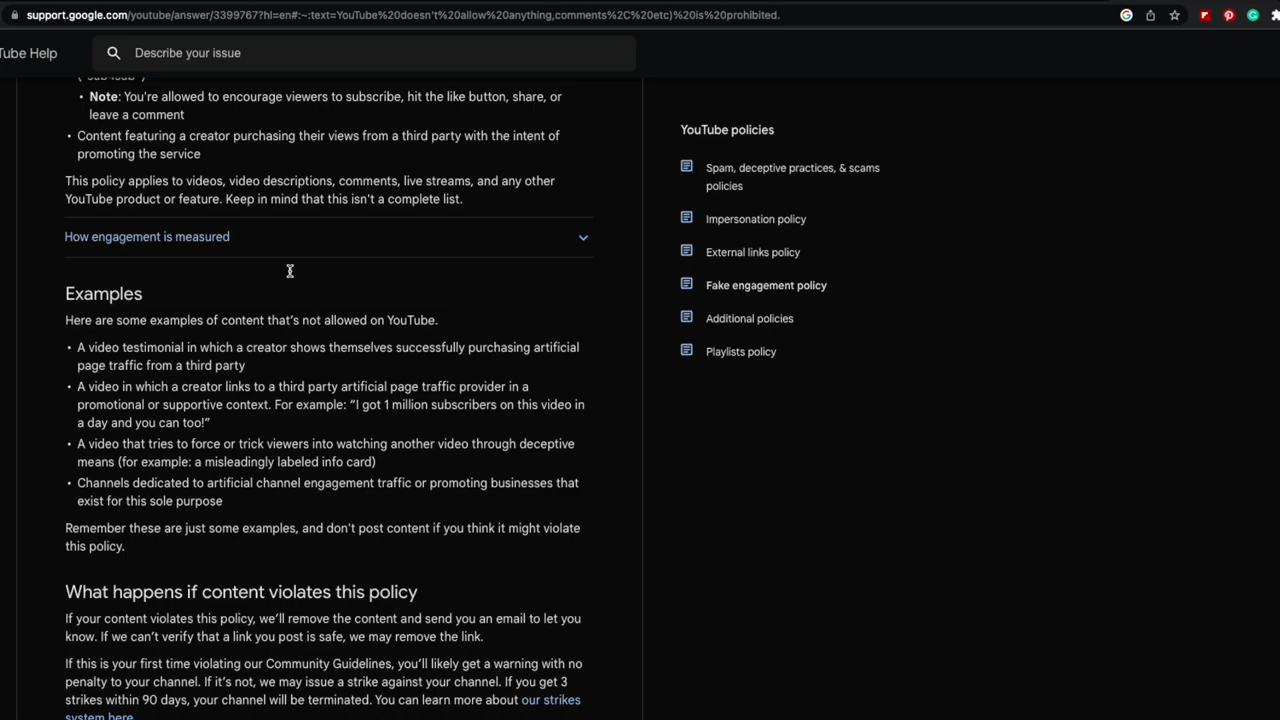 support.google.com/youtube/answer/3399767?hl=en#:~:text=YouTube%20doesn't%20allow%20anything,comments%2C%20etc)%20is%20prohibited.
Tube Help
Describe your issue
("sub4sub")
• Note: You're allowed to encourage viewers to subscribe, hit the like button, share, or
leave a comment
• Content featuring a creator purchasing their views from a third party with the intent of
promoting the service
This policy applies to videos, video descriptions, comments, live streams, and any other
YouTube product or feature. Keep in mind that this isn't a complete list.
How engagement is measured
Examples
Here are some examples of content that's not allowed on YouTube.
• A video testimonial in which a creator shows themselves successfully purchasing artificial
page traffic from a third party
• A video in which a creator links to a third party artificial page traffic provider in a
promotional or supportive context. For example: “I got 1 million subscribers on this video in
a day and you can too!”
• A video that tries to force or trick viewers into watching another video through deceptive
means (for example: a misleadingly labeled info card)
• Channels dedicated to artificial channel engagement traffic or promoting businesses that
exist for this sole purpose
Remember these are just some examples, and don't post content if you think it might violate
this policy.
What happens if content violates this policy
If your content violates this policy, we’ll remove the content and send you an email to let you
know. If we can’t verify that a link you post is safe, we may remove the link.
If this is your first time violating our Community Guidelines, you’ll likely get a warning with no
penalty to your channel. If it’s not, we may issue a strike against your channel. If you get 3
strikes within 90 days, your channel will be terminated. You can learn more about our strikes
system here
YouTube policies
Spam, deceptive practices, & scams
policies
Impersonation policy
External links policy
Fake engagement policy
Additional policies
Playlists policy